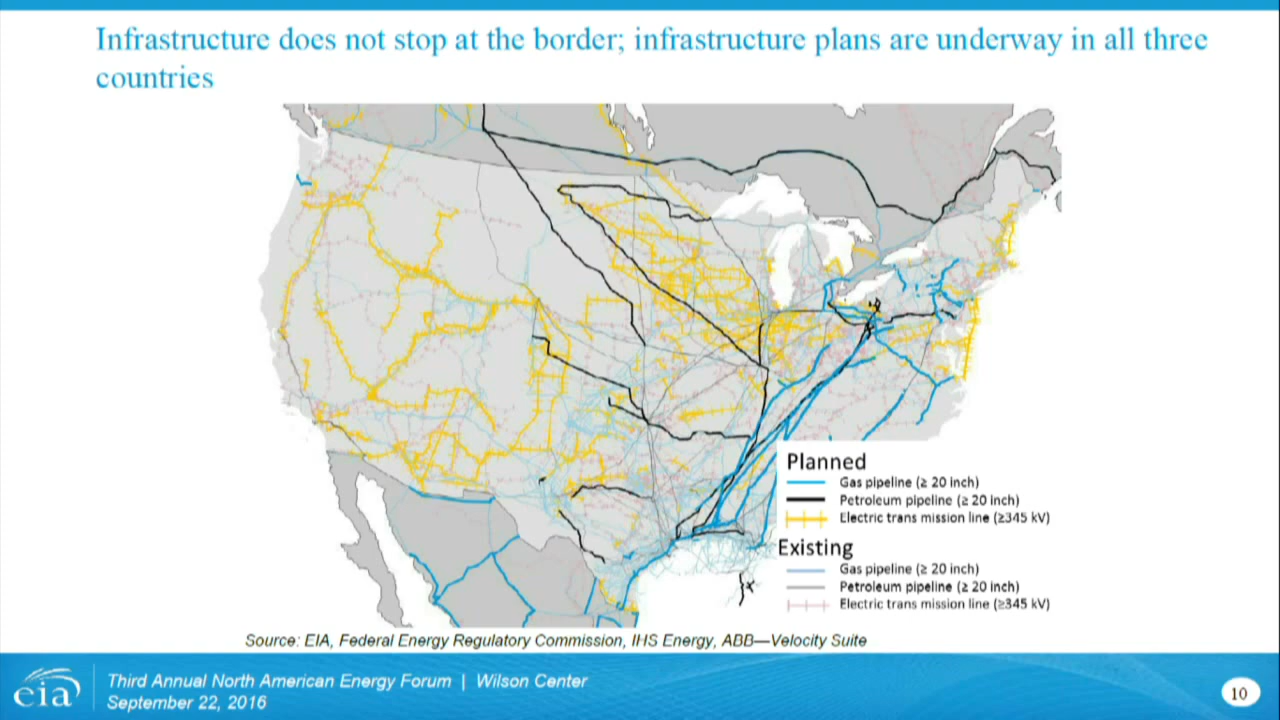 Infrastructure does not stop at the border; infrastructure plans are underway in all three
countries
Planned
Gas pipeline (≥ 20 inch)
Petroleum pipeline (≥ 20 inch)
Electric trans mission line (≥345 kV)
Existing
Gas pipeline (≥ 20 inch)
Petroleum pipeline (≥ 20 inch)
Electric trans mission line (≥345 kV)
Source: EIA, Federal Energy Regulatory Commission, IHS Energy, ABB—Velocity Suite
eia
Third Annual North American Energy Forum | Wilson Center
September 22, 2016
10